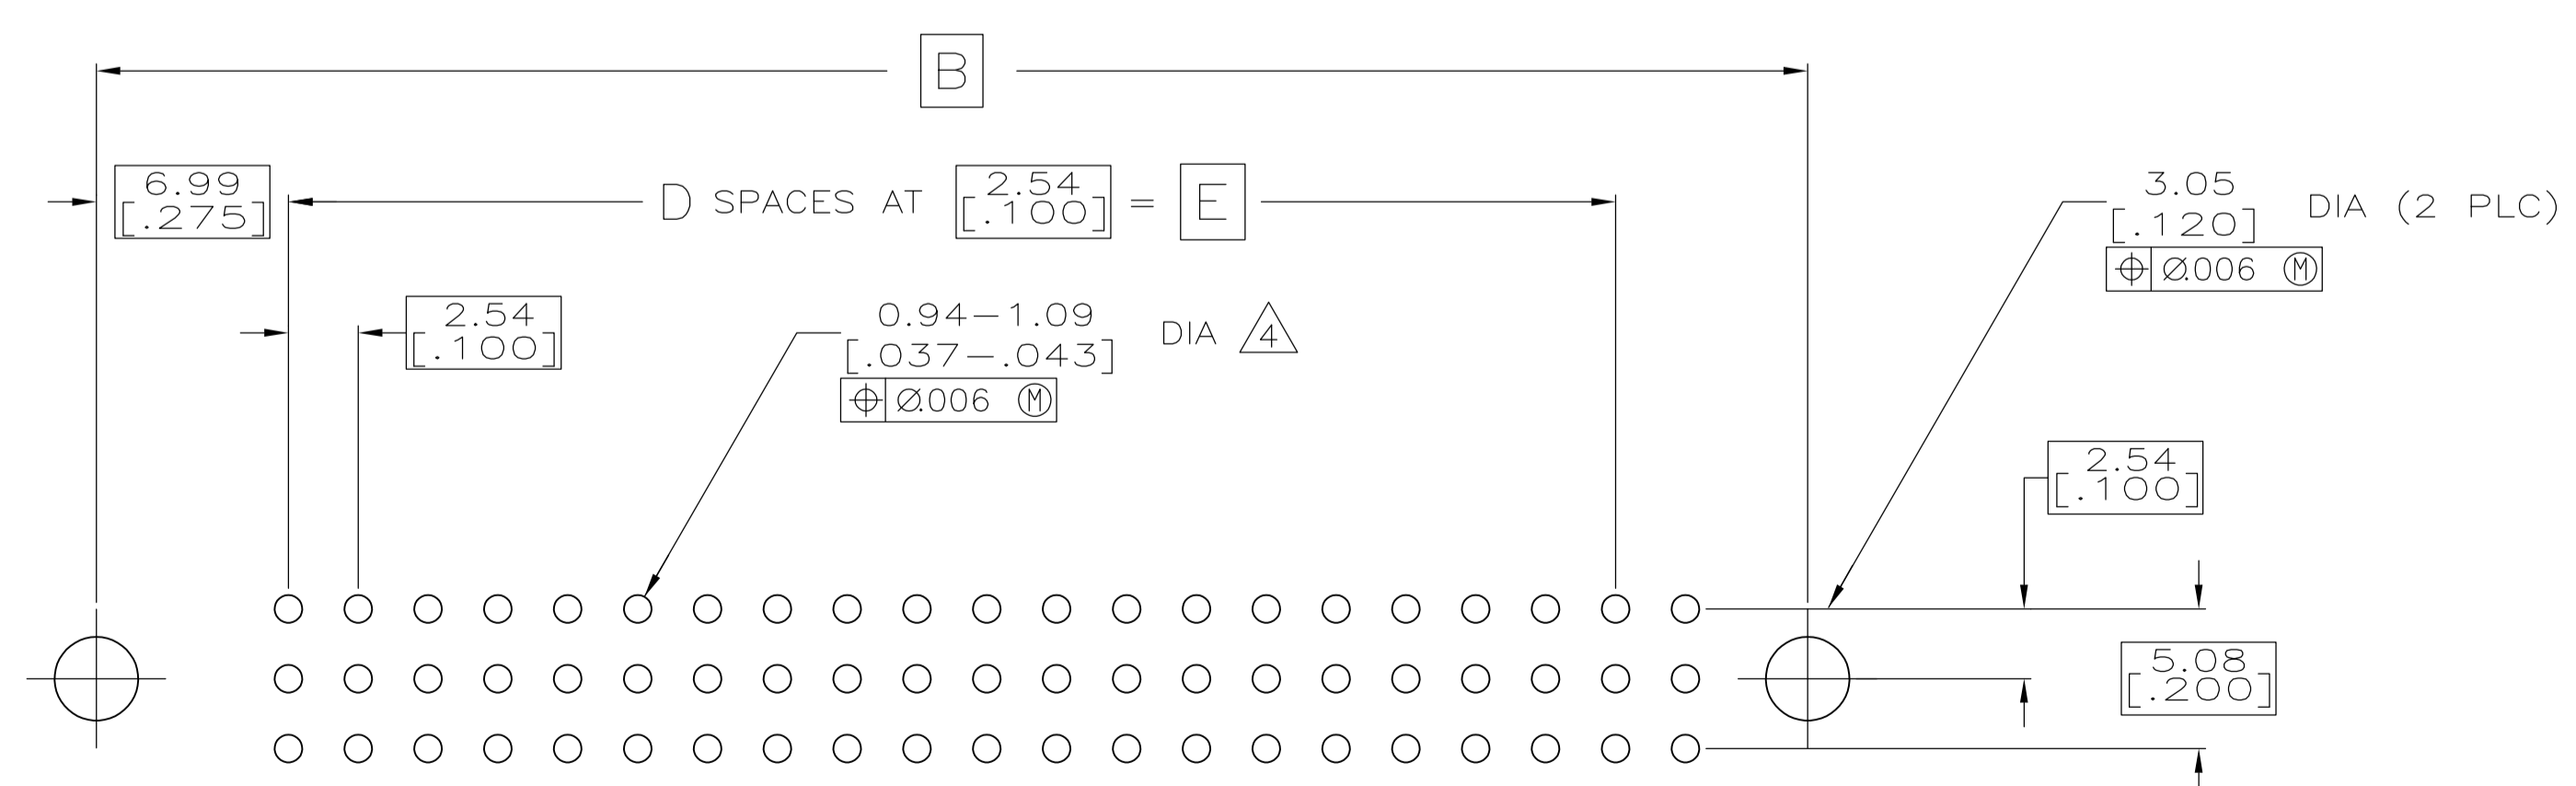 B
6.99
[.275]
D SPACES AT 2.54 [.100] = E
3.05
[.120]
DIA (2 PLC)
⌖ Ø.006 Ⓜ
2.54
[.100]
0.94-1.09
[.037-.043]
DIA 4
⌖ Ø.006 Ⓜ
2.54
[.100]
5.08
[.200]